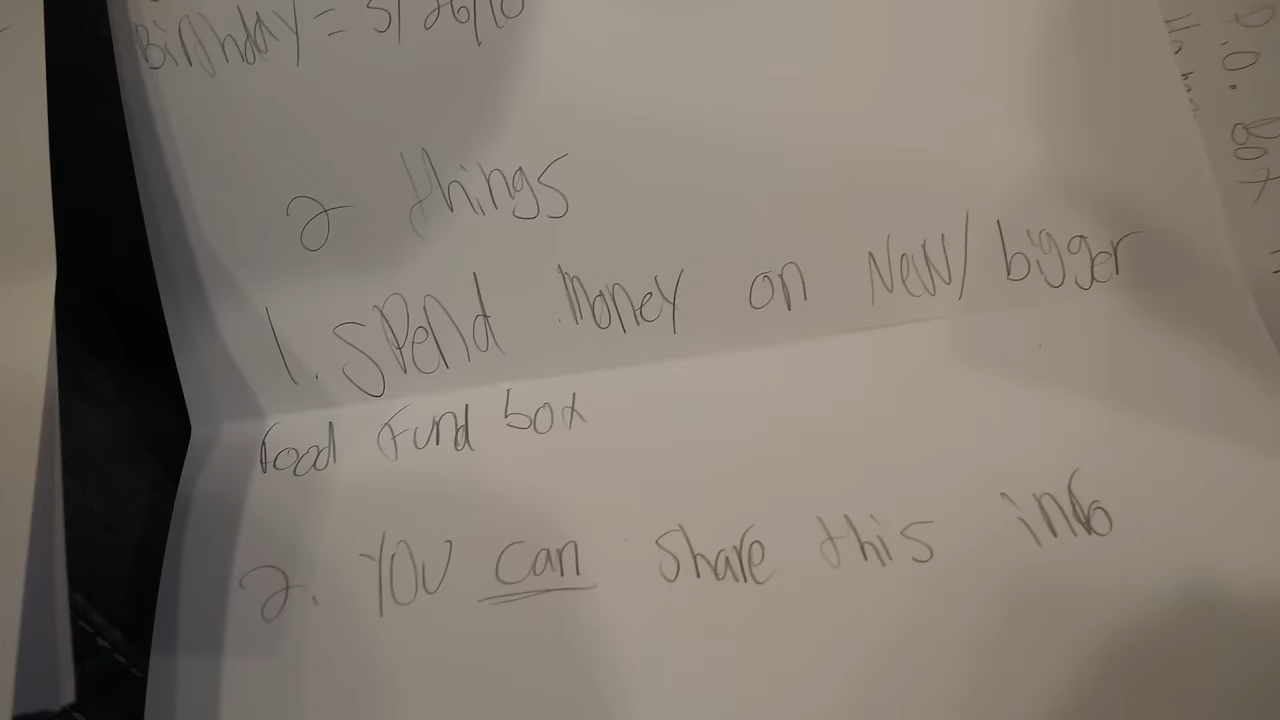 Birthday = 5/26/10
2 things
1. Spend money on New/bigger
food fund box
2. YOU can share this info
P.O. Box